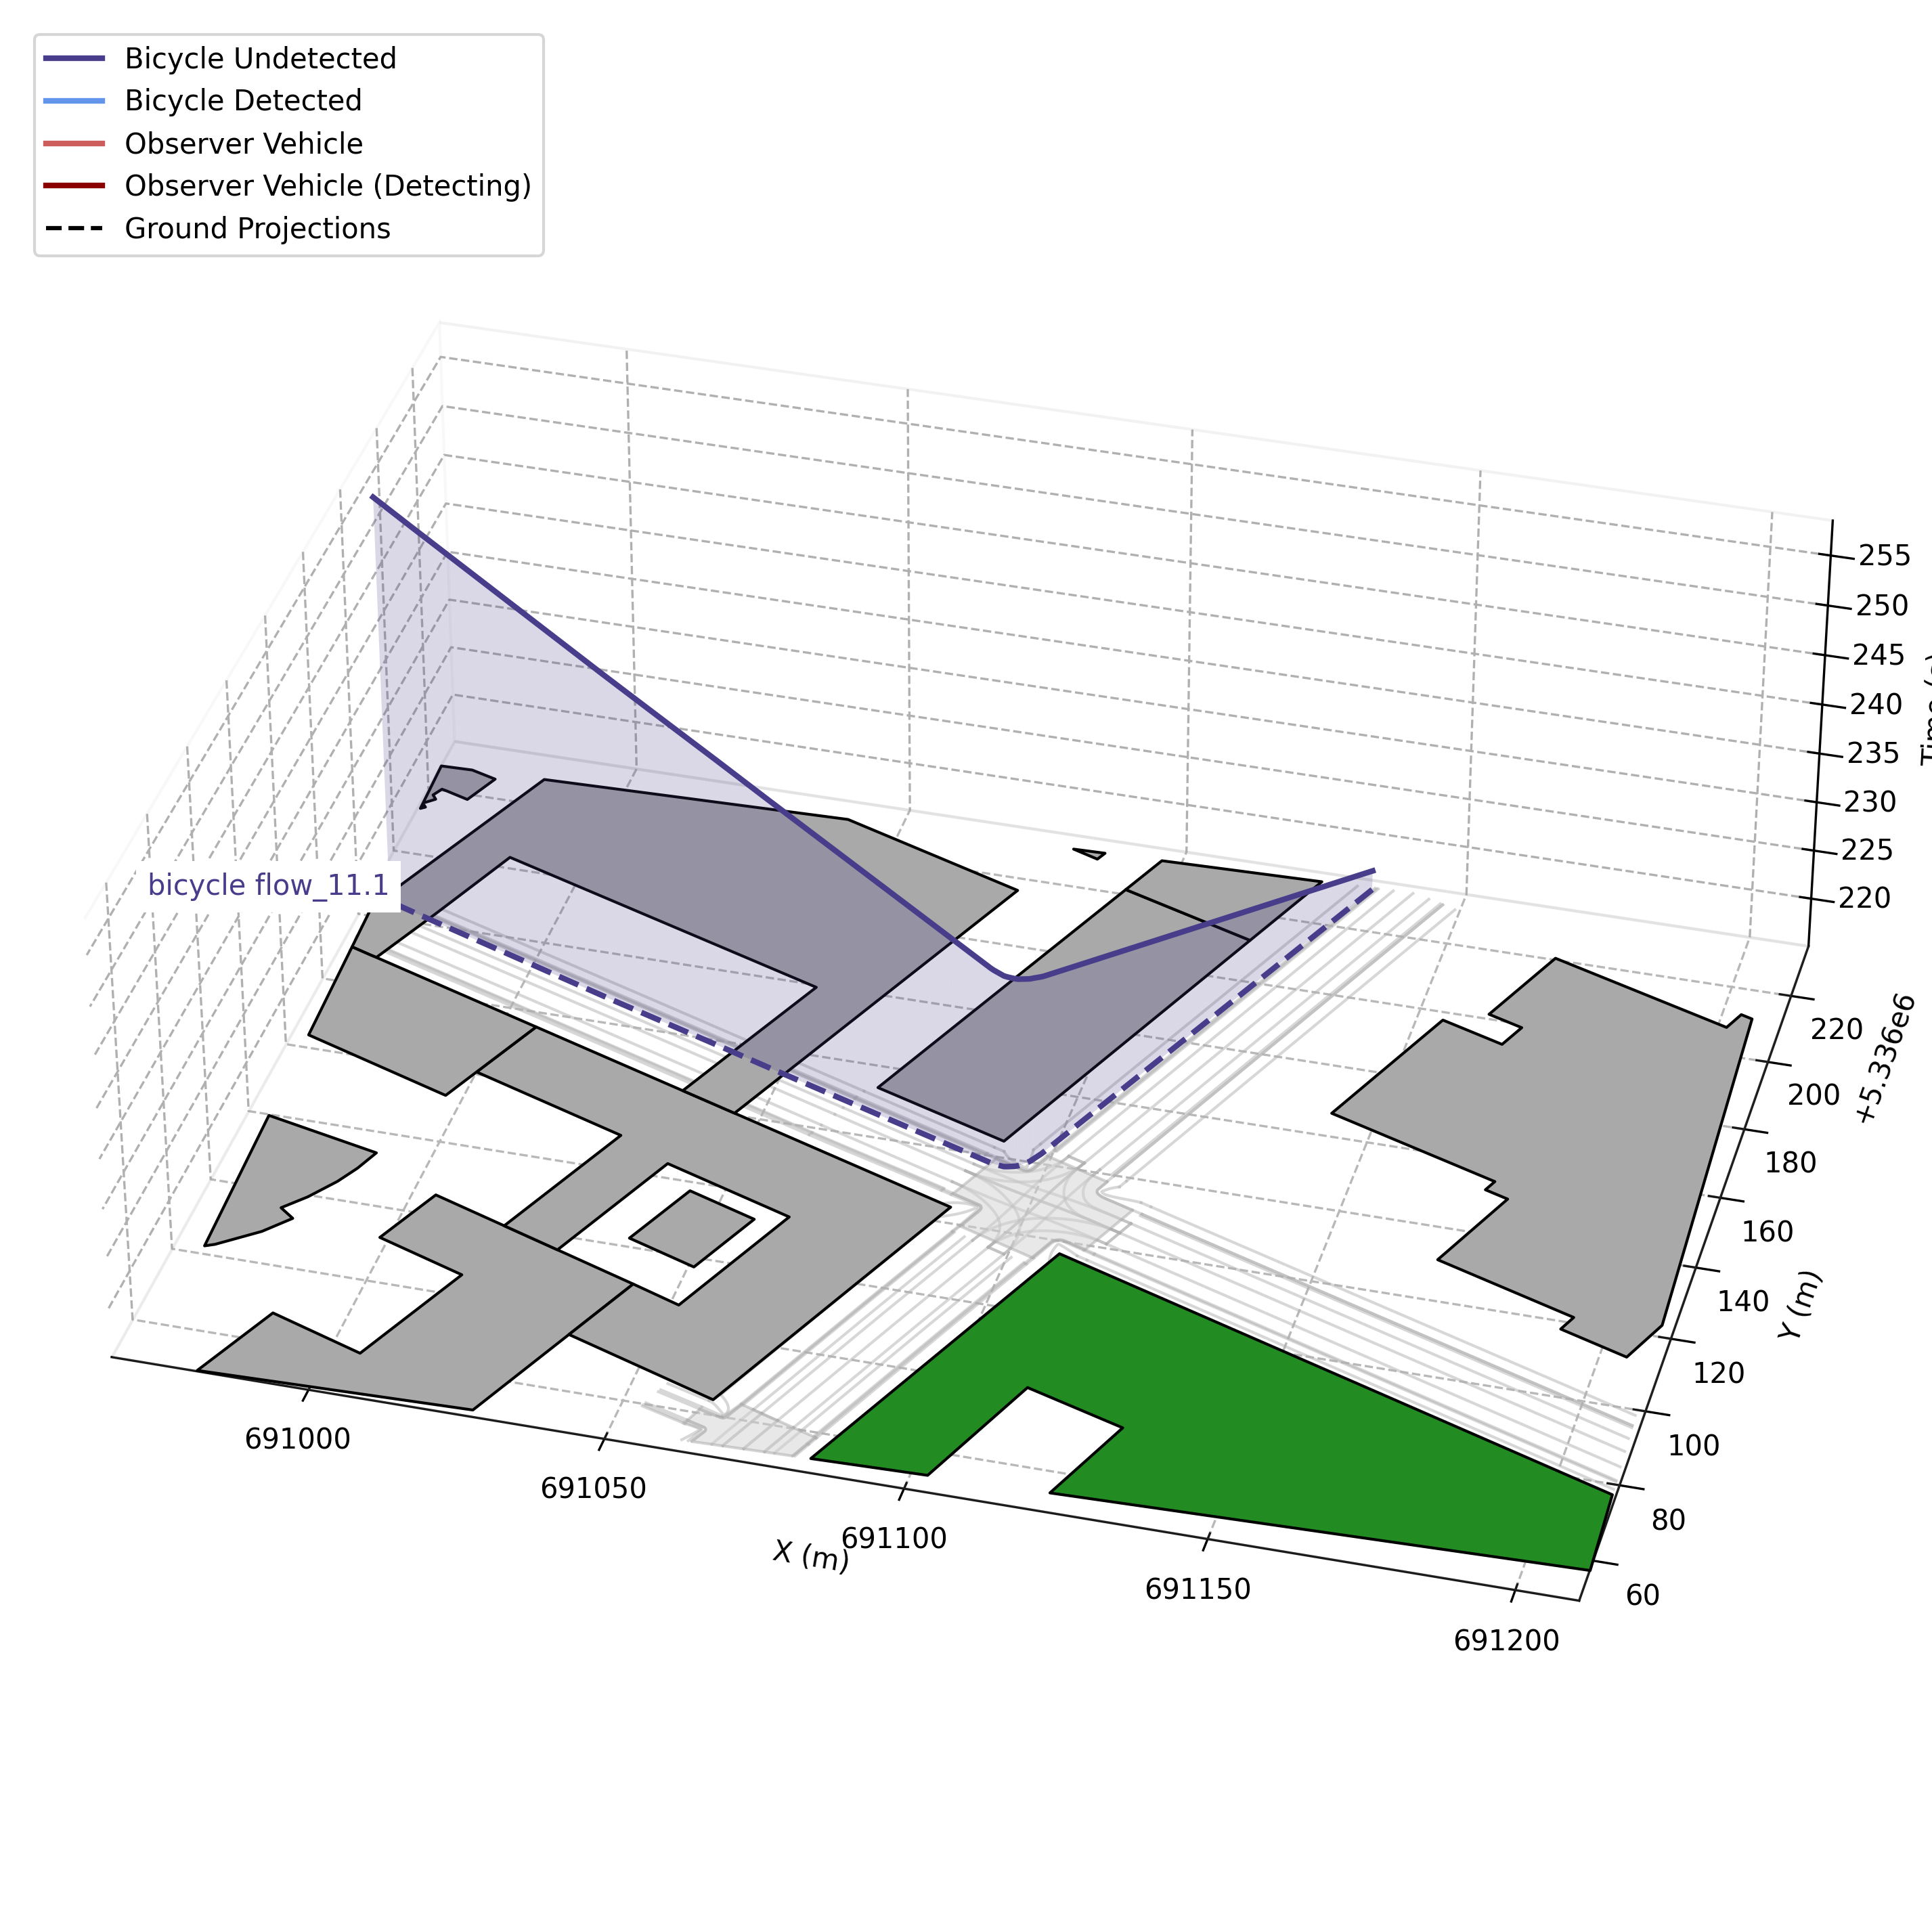 Bicycle Undetected
Bicycle Detected
Observer Vehicle
Observer Vehicle (Detecting)
Ground Projections
255
250
245
240
235
230
225
220
bicycle flow_11.1
220
200
180
160
140
120
100
80
60
+5.336e6
Y (m)
691000
691050
691100
691150
691200
X (m)